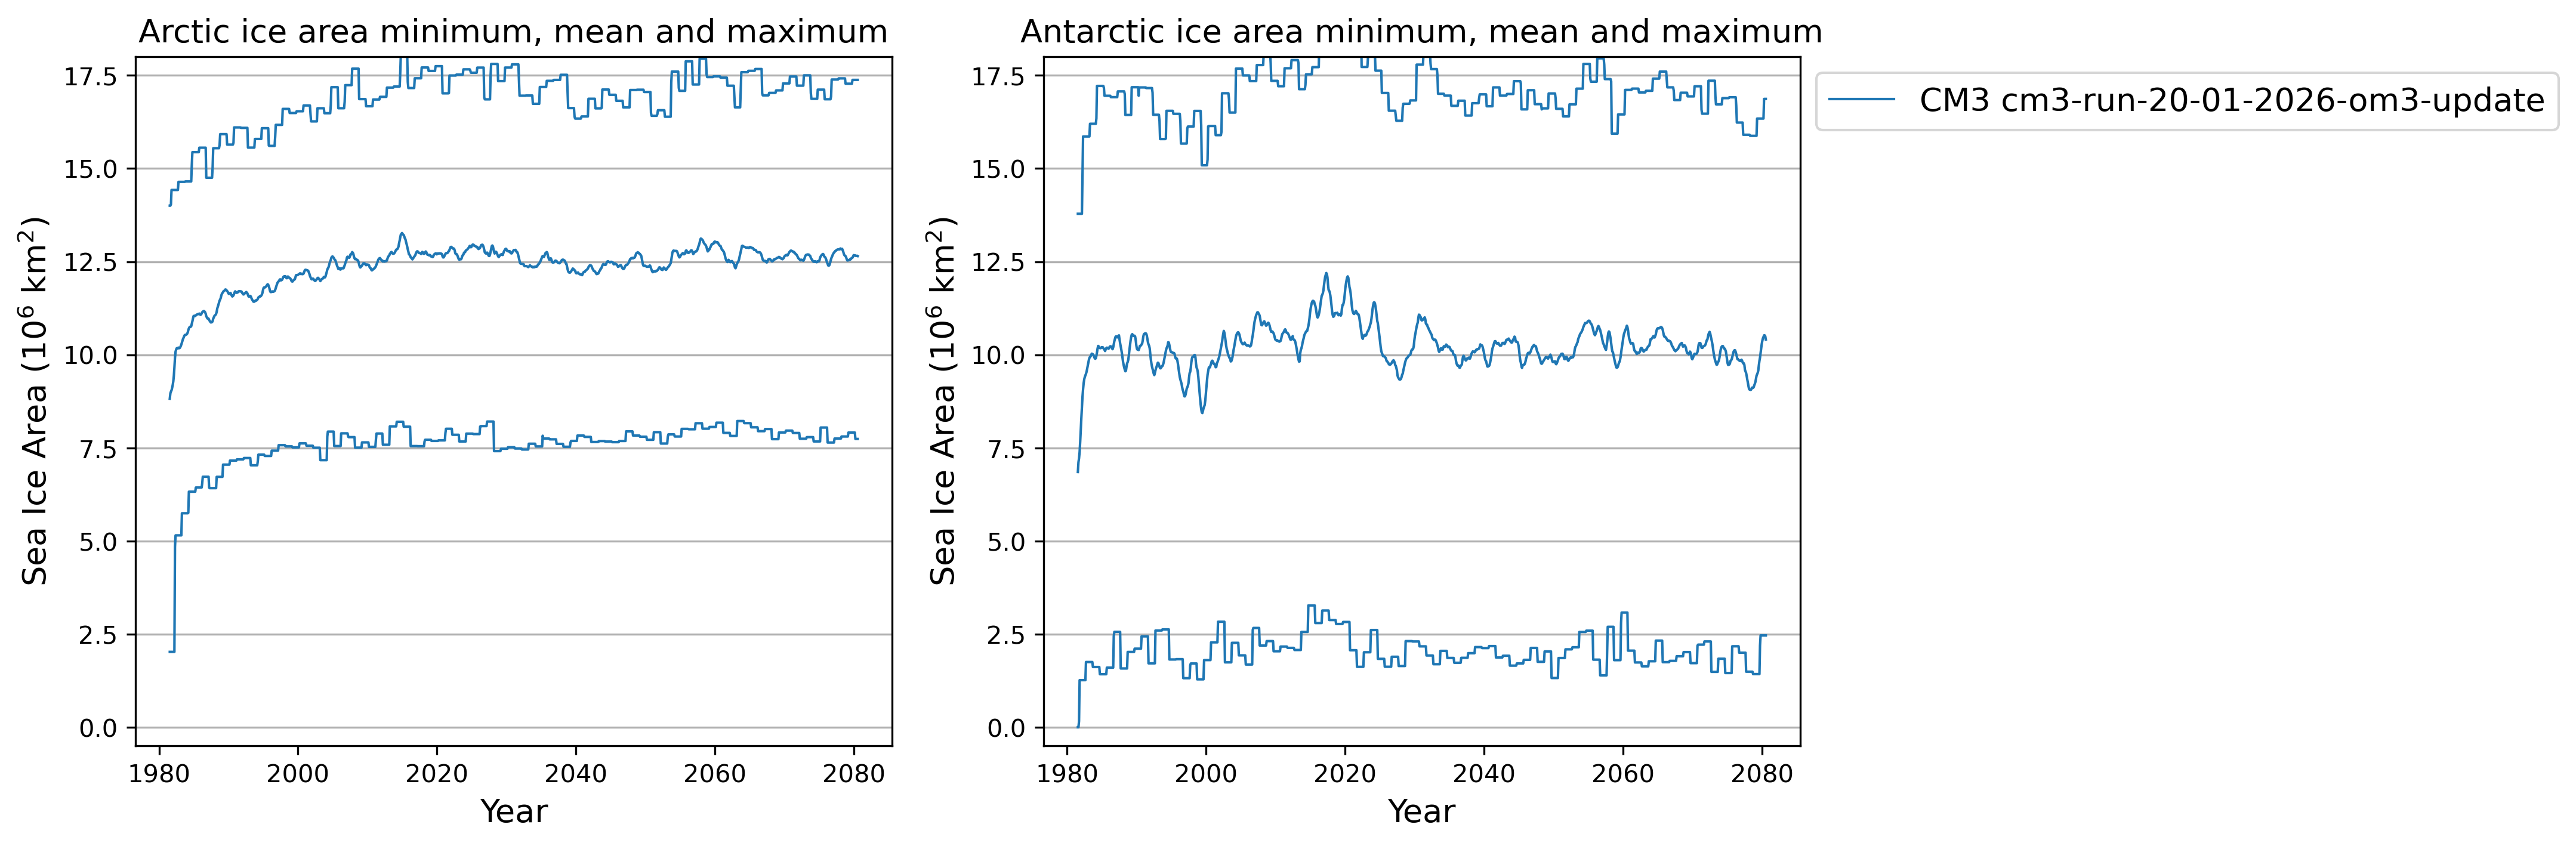 Arctic ice area minimum, mean and maximum
17.5
15.0
12.5
10.0
7.5
5.0
2.5
0.0
Sea Ice Area (10⁶ km²)
1980 2000 2020 2040 2060 2080
Year
Antarctic ice area minimum, mean and maximum
17.5
15.0
12.5
10.0
7.5
5.0
2.5
0.0
Sea Ice Area (10⁶ km²)
1980 2000 2020 2040 2060 2080
Year
CM3 cm3-run-20-01-2026-om3-update